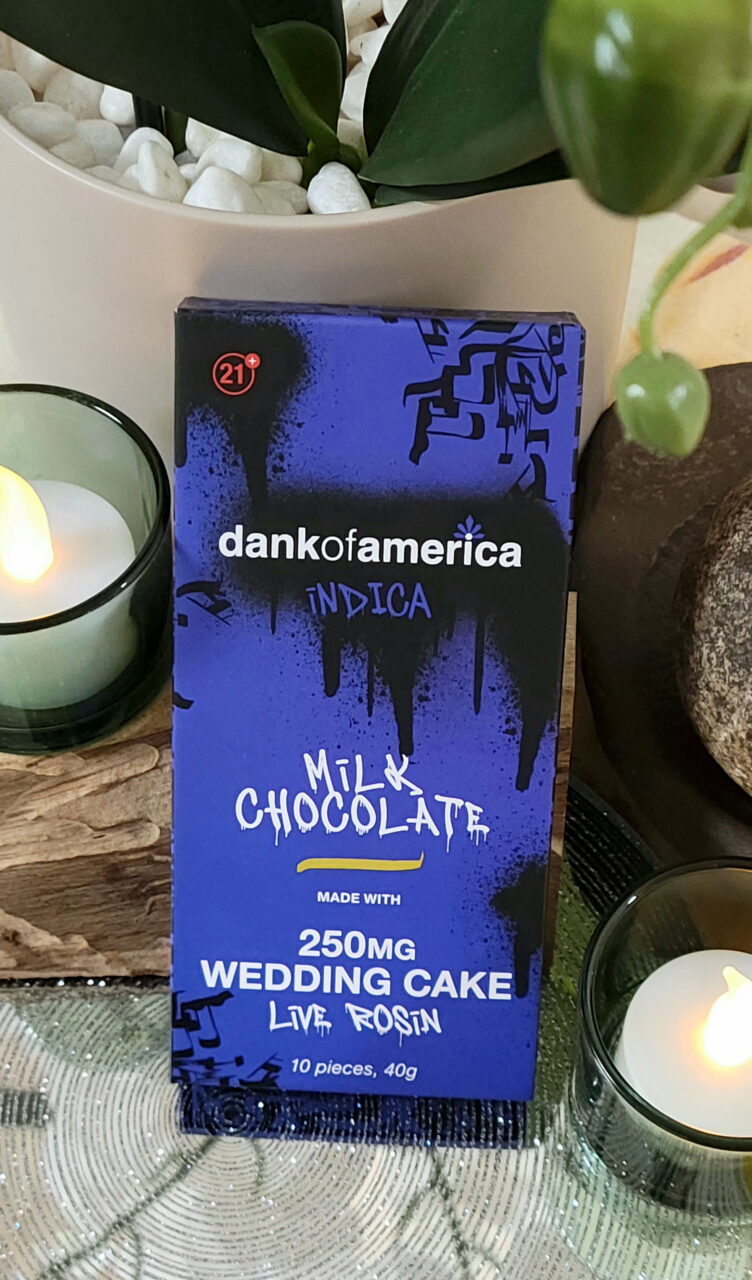 21+
dankofamerica
INDICA
MILK
CHOCOLATE
MADE WITH
250MG
WEDDING CAKE
LIVE ROSIN
10 pieces, 40g